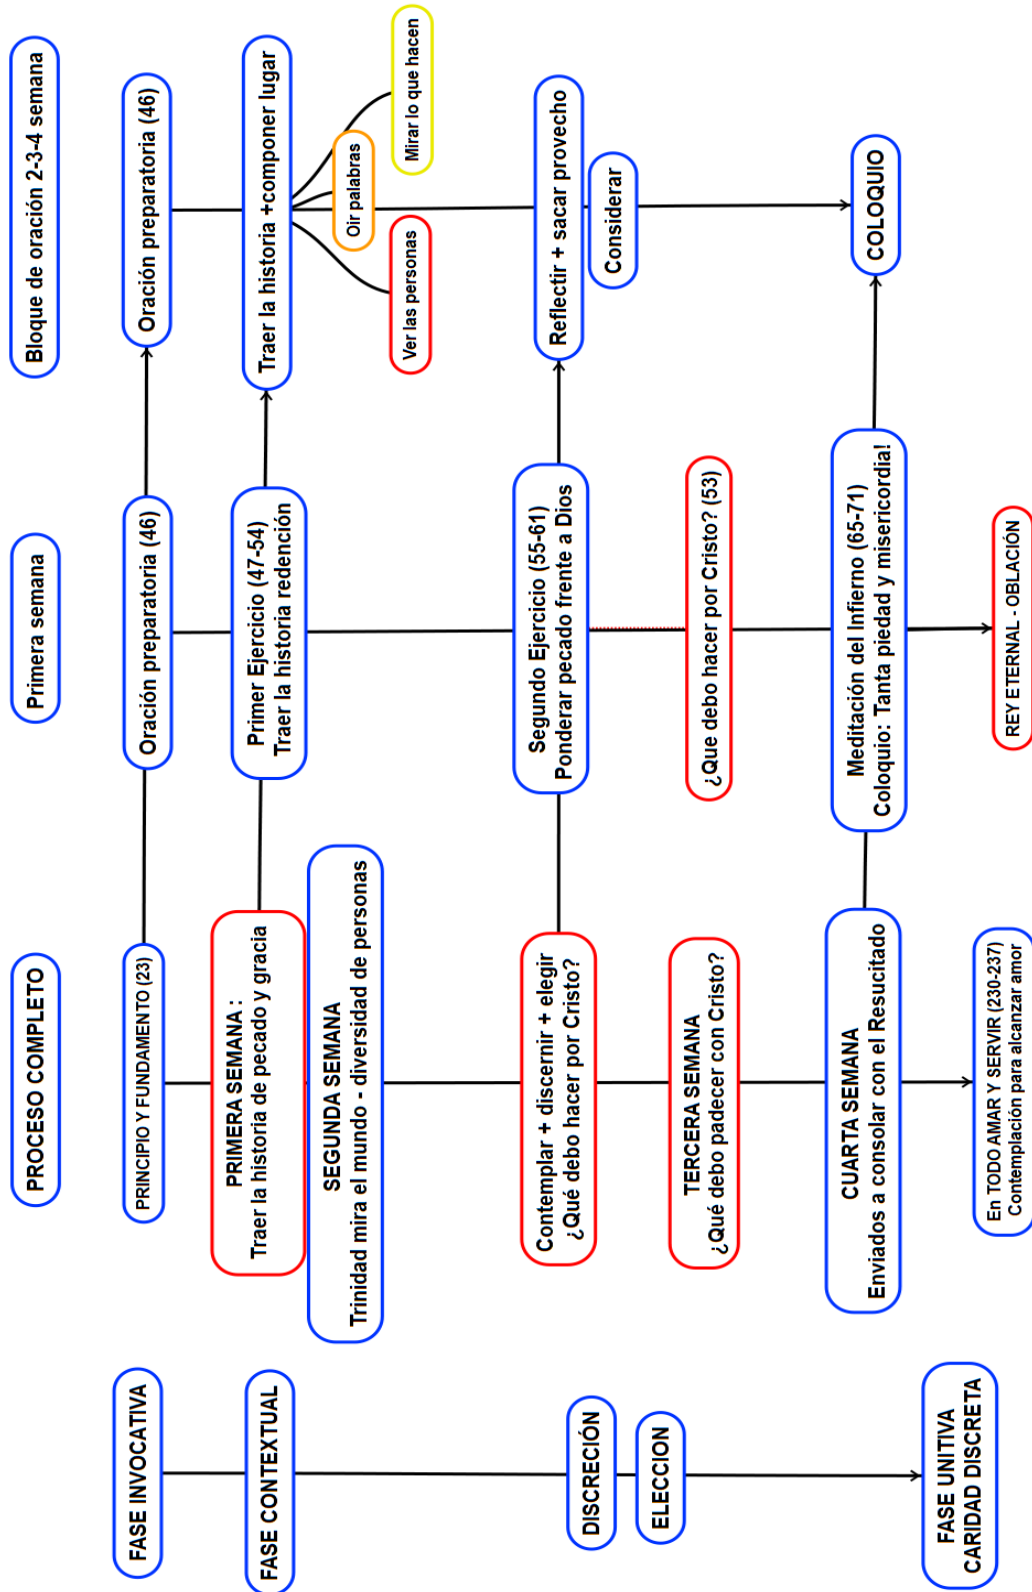 FASE INVOCATIVA
FASE CONTEXTUAL
DISCRECIÓN
ELECCION
FASE UNITIVA
CARIDAD DISCRETA
PROCESO COMPLETO
PRINCIPIO Y FUNDAMENTO (23)
PRIMERA SEMANA :
Traer la historia de pecado y gracia
SEGUNDA SEMANA
Trinidad mira el mundo - diversidad de personas
Contemplar + discernir + elegir
¿Qué debo hacer por Cristo?
TERCERA SEMANA
¿Qué debo padecer con Cristo?
CUARTA SEMANA
Enviados a consolar con el Resucitado
En TODO AMAR Y SERVIR (230-237)
Contemplación para alcanzar amor
Primera semana
Oración preparatoria (46)
Primer Ejercicio (47-54)
Traer la historia redención
Segundo Ejercicio (55-61)
Ponderar pecado frente a Dios
¿Que debo hacer por Cristo? (53)
Meditación del Infierno (65-71)
Coloquio: Tanta piedad y misericordia!
REY ETERNAL - OBLACIÓN
Bloque de oración 2-3-4 semana
Oración preparatoria (46)
Traer la historia +componer lugar
Ver las personas
Oir palabras
Mirar lo que hacen
Reflectir + sacar provecho
Considerar
COLOQUIO